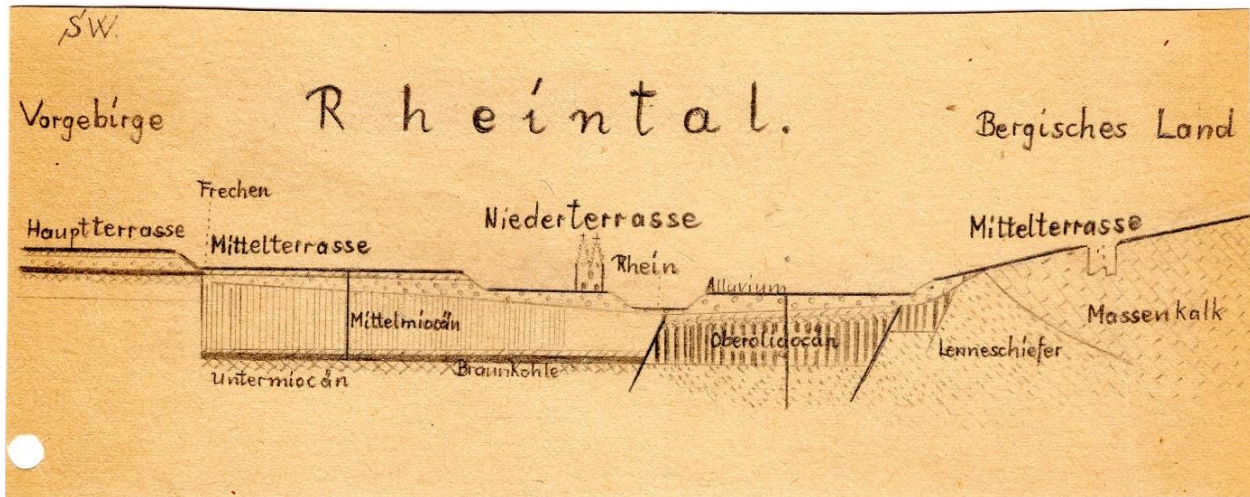 SW.
Rheintal.
Vorgebirge
Bergisches Land
Frechen
Hauptterrasse
Mittelterrasse
Niederterrasse
Rhein
Mittelterrasse
Alluvium
Mittelmiocän
Oberoligocän
Massenkalk
Lenneschiefer
Untermiocän
Braunkohle